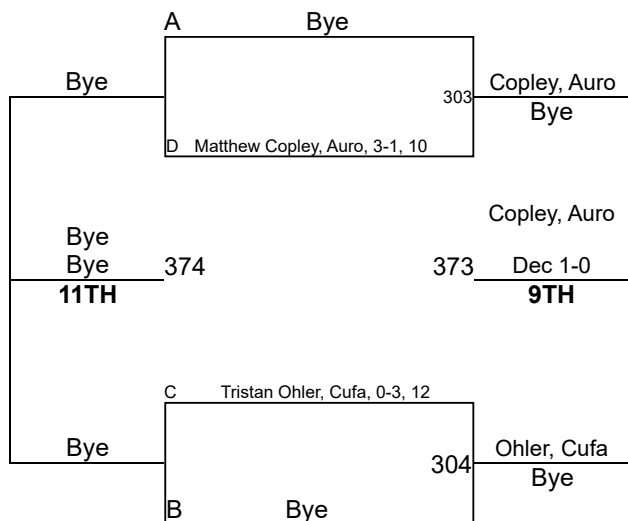 A Bye
Bye
303
Copley, Auro
Bye
D Matthew Copley, Auro, 3-1, 10
Copley, Auro
Bye
Bye
374
373
Dec 1-0
11TH
9TH
C Tristan Ohler, Cufa, 0-3, 12
Bye
304
Ohler, Cufa
Bye
B Bye